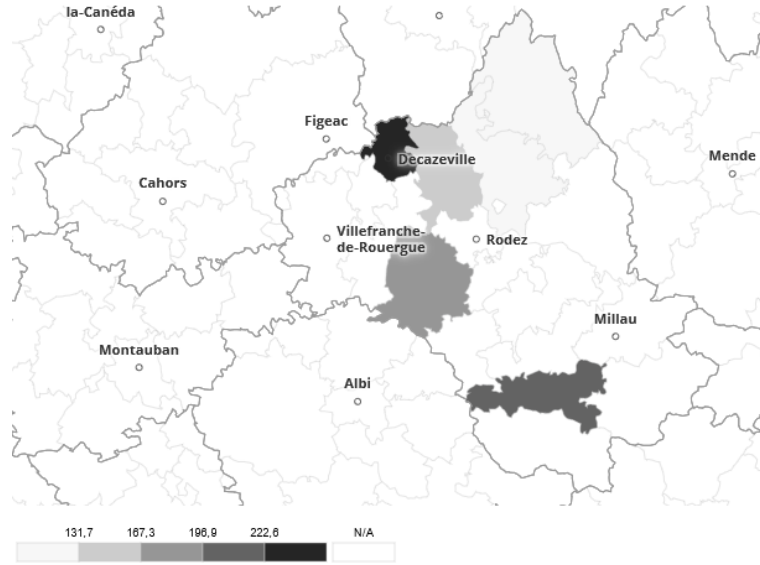 la-Canéda
Figeac
Decazeville
Mende
Cahors
Villefranche-
de-Rouergue
Rodez
Millau
Montauban
Albi
131,7 167,3 196,9 222,6 N/A